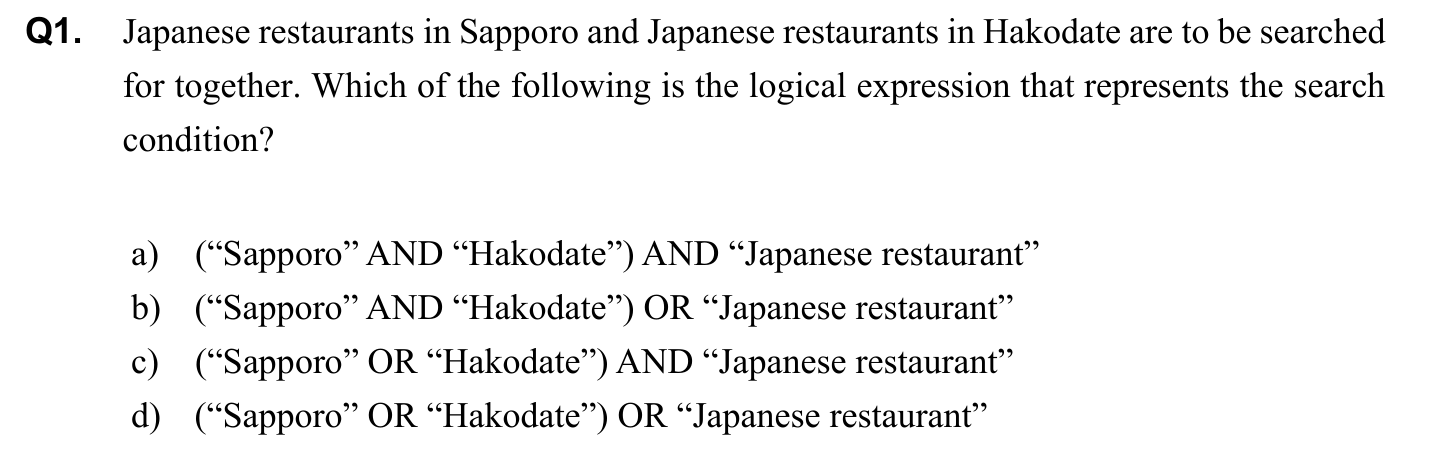 Q1. Japanese restaurants in Sapporo and Japanese restaurants in Hakodate are to be searched
for together. Which of the following is the logical expression that represents the search
condition?
a) (“Sapporo” AND “Hakodate”) AND “Japanese restaurant”
b) (“Sapporo” AND “Hakodate”) OR “Japanese restaurant”
c) (“Sapporo” OR “Hakodate”) AND “Japanese restaurant”
d) (“Sapporo” OR “Hakodate”) OR “Japanese restaurant”